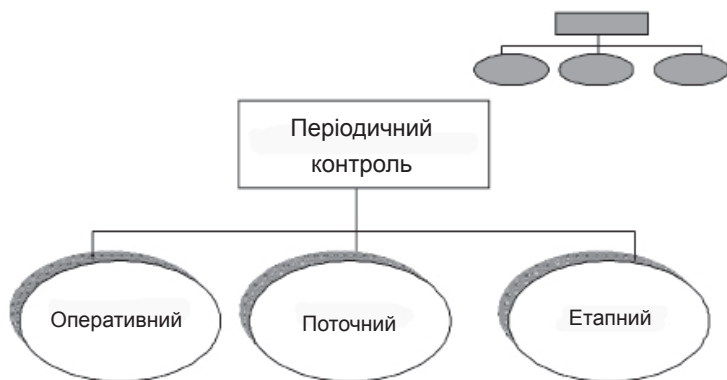 Періодичний
контроль
Оперативний
Поточний
Етапний